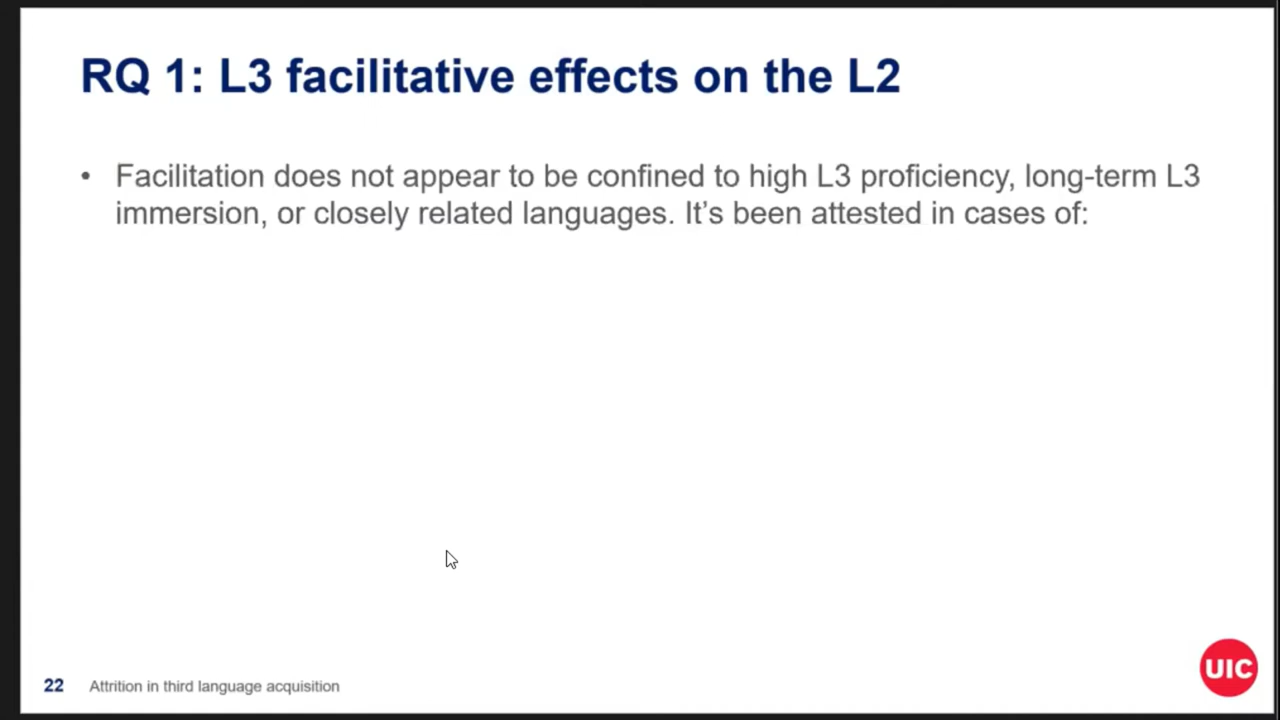 RQ 1: L3 facilitative effects on the L2
• Facilitation does not appear to be confined to high L3 proficiency, long-term L3
immersion, or closely related languages. It’s been attested in cases of:
22 Attrition in third language acquisition
UIC